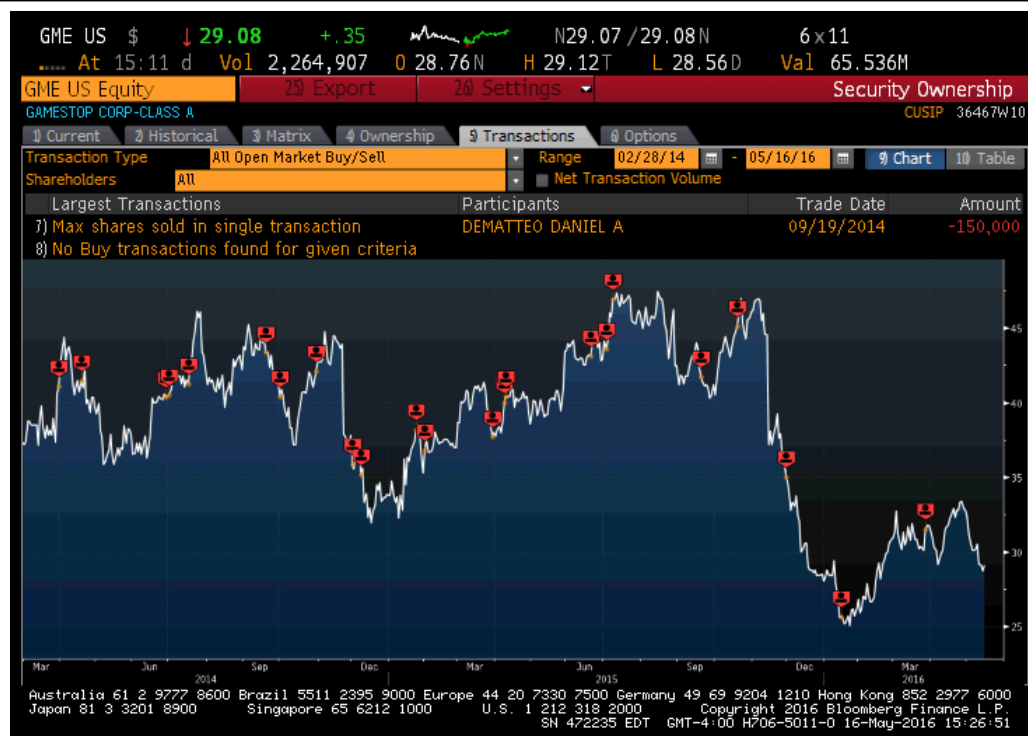 GME US $ ↓29.08 +.35 N29.07/29.08N 6x11
At 15:11 d Vol 2,264,907 O 28.76N H 29.12T L 28.56D Val 65.536M
GME US Equity 25) Export 26) Settings Security Ownership
GAMESTOP CORP-CLASS A CUSIP 36467W10
1) Current 2) Historical 3) Matrix 4) Ownership 5) Transactions 6) Options
Transaction Type All Open Market Buy/Sell Range 02/28/14 - 05/16/16 9) Chart 10) Table
Shareholders All Net Transaction Volume
Largest Transactions Participants Trade Date Amount
7) Max shares sold in single transaction DEMATTEO DANIEL A 09/19/2014 -150,000
8) No Buy transactions found for given criteria
45
40
35
30
25
Mar Jun Sep Dec Mar Jun Sep Dec Mar
2014 2015 2016
Australia 61 2 9777 8600 Brazil 5511 2395 9000 Europe 44 20 7330 7500 Germany 49 69 9204 1210 Hong Kong 852 2977 6000
Japan 81 3 3201 8900 Singapore 65 6212 1000 U.S. 1 212 318 2000 Copyright 2016 Bloomberg Finance L.P.
SN 472235 EDT GMT-4:00 H706-5011-0 16-May-2016 15:26:51